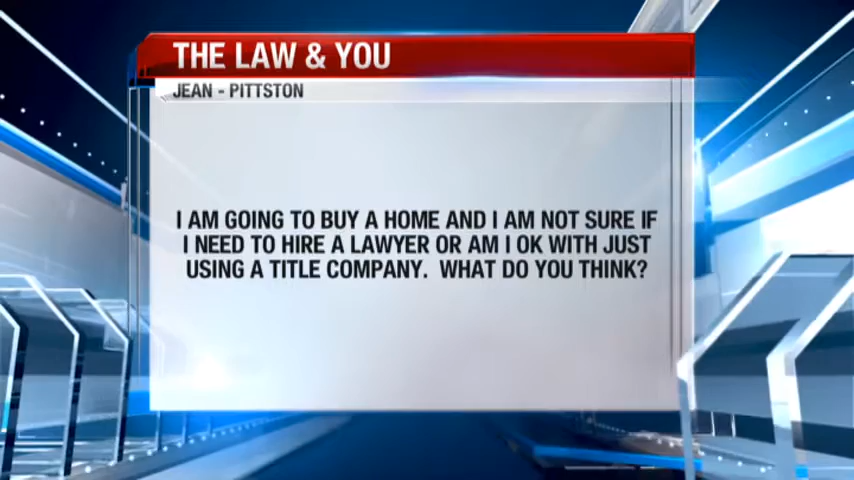 THE LAW & YOU
JEAN - PITTSTON
I AM GOING TO BUY A HOME AND I AM NOT SURE IF
I NEED TO HIRE A LAWYER OR AM I OK WITH JUST
USING A TITLE COMPANY. WHAT DO YOU THINK?